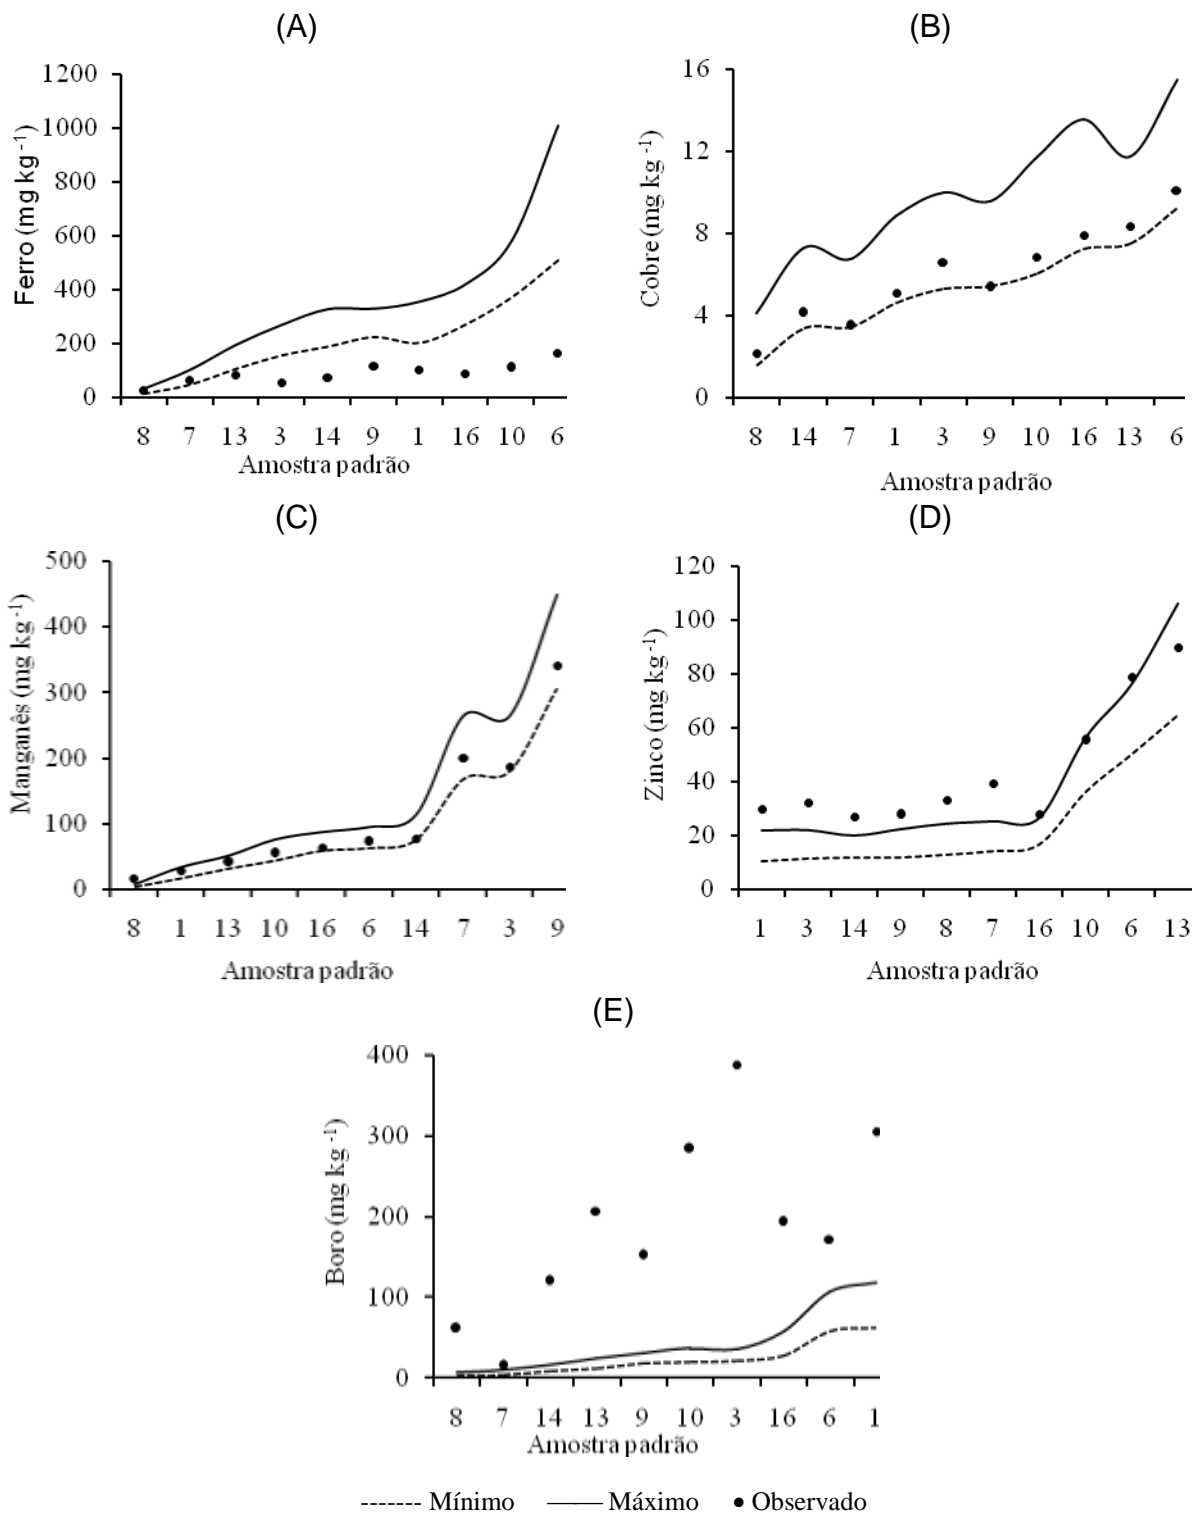 (A)
(B)
1200
1000
800
600
400
200
0
Ferro (mg kg -1)
8 7 13 3 14 9 1 16 10 6
Amostra padrão
16
12
8
4
0
Cobre (mg kg -1)
8 14 7 1 3 9 10 16 13 6
Amostra padrão
(C)
(D)
500
400
300
200
100
0
Manganês (mg kg -1)
8 1 13 10 16 6 14 7 3 9
Amostra padrão
120
100
80
60
40
20
0
Zinco (mg kg -1)
1 3 14 9 8 7 16 10 6 13
Amostra padrão
(E)
400
300
200
100
0
Boro (mg kg -1)
8 7 14 13 9 10 3 16 6 1
Amostra padrão
Mínimo Máximo Observado